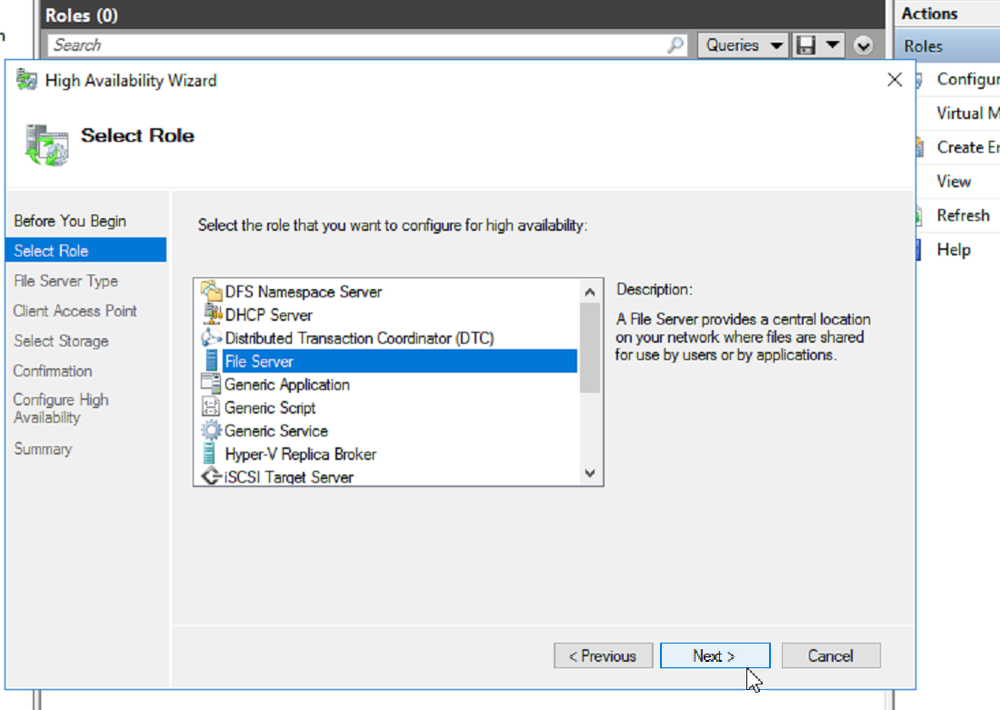 Roles (0)
Actions
Search
Queries
Roles
High Availability Wizard
Select Role
Before You Begin
Select Role
File Server Type
Client Access Point
Select Storage
Confirmation
Configure High
Availability
Summary
Select the role that you want to configure for high availability:
DFS Namespace Server
DHCP Server
Distributed Transaction Coordinator (DTC)
File Server
Generic Application
Generic Script
Generic Service
Hyper-V Replica Broker
iSCSI Target Server
Description:
A File Server provides a central location
on your network where files are shared
for use by users or by applications.
< Previous
Next >
Cancel
Configur
Virtual M
Create Er
View
Refresh
Help